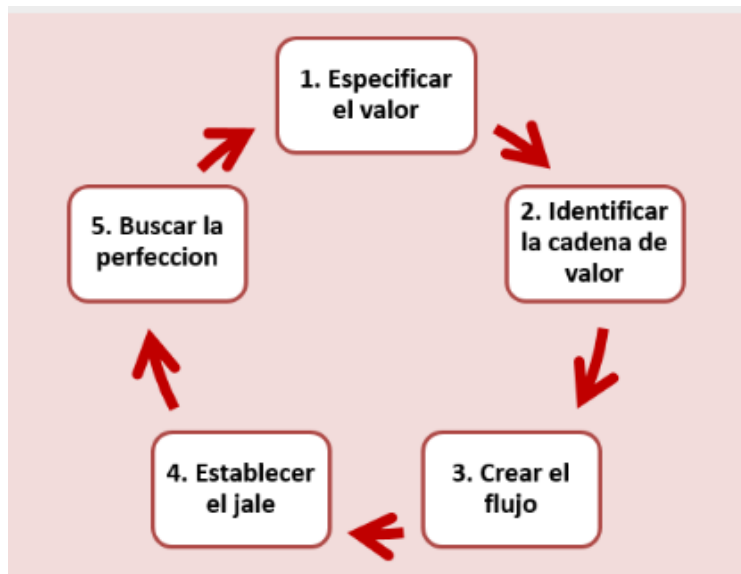 1. Especificar
el valor
2. Identificar
la cadena de
valor
3. Crear el
flujo
4. Establecer
el jale
5. Buscar la
perfeccion